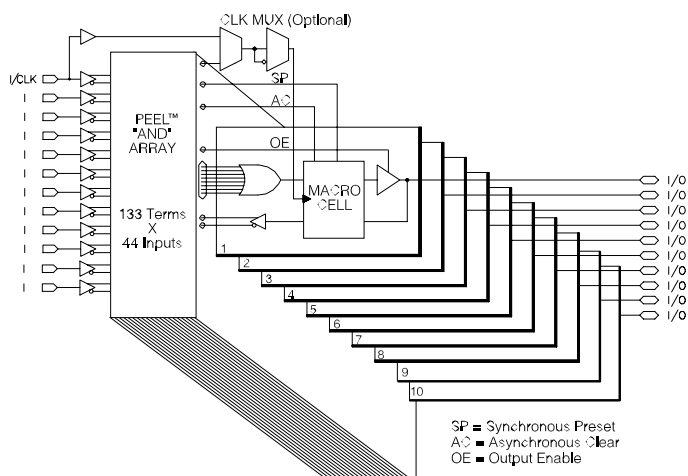 CLK MUX (Optional)
I/CLK
I
I
I
I
I
I
I
I
I
I
I
PEEL™
"AND"
ARRAY
133 Terms
X
44 Inputs
SP
AC
OE
MACRO
CELL
1
2
3
4
5
6
7
8
9
10
I/O
I/O
I/O
I/O
I/O
I/O
I/O
I/O
I/O
I/O
SP = Synchronous Preset
AC = Asynchronous Clear
OE = Output Enable